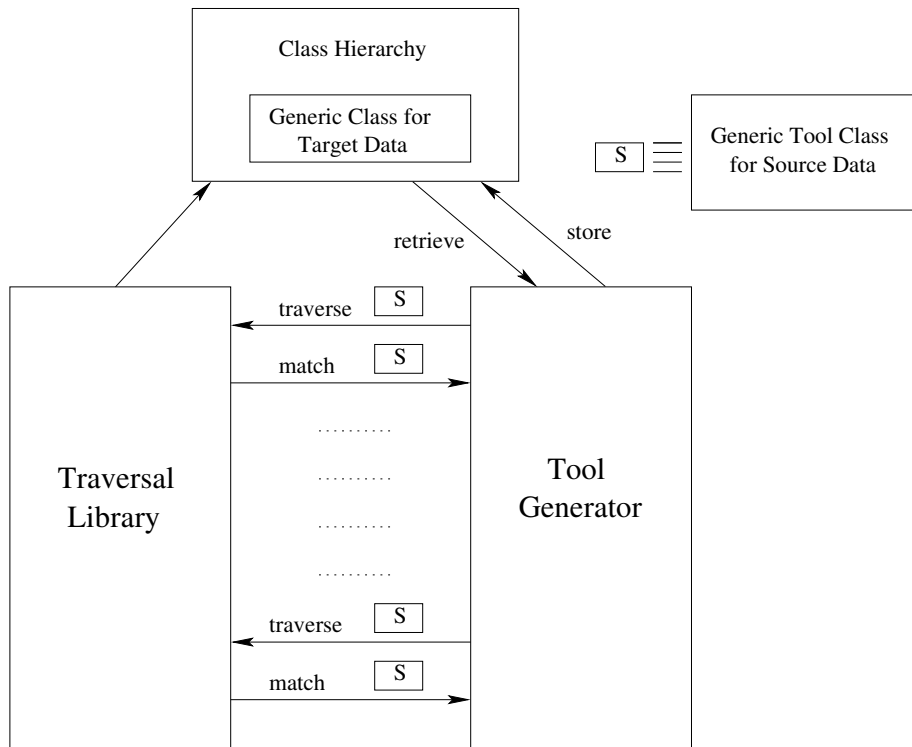 Class Hierarchy
Generic Class for
Target Data
S
Generic Tool Class
for Source Data
retrieve
store
traverse
S
match
S
Traversal
Library
Tool
Generator
traverse
S
match
S